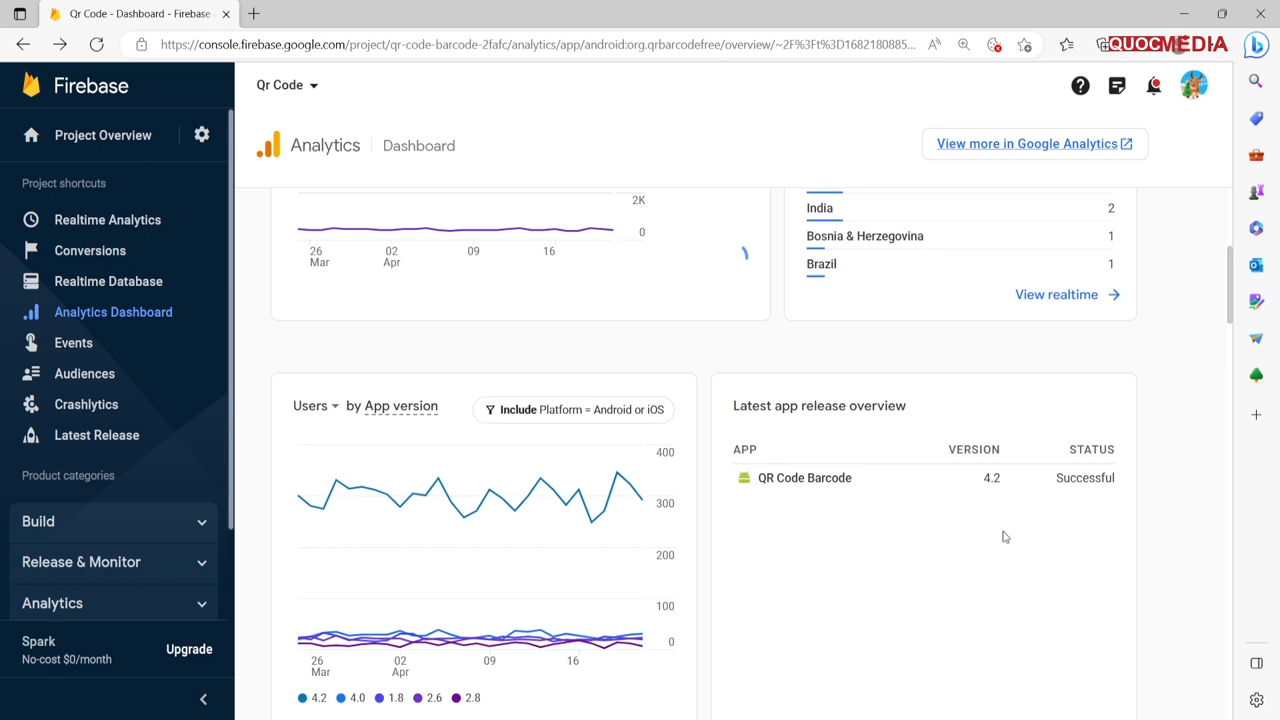 Qr Code - Dashboard - Firebase
https://console.firebase.google.com/project/qr-code-barcode-2fafc/analytics/app/android:org.qrbarcodefree/overview/~2F%3Ft%3D1682180885...
QUOCMEDIA
Firebase
Project Overview
Project shortcuts
Realtime Analytics
Conversions
Realtime Database
Analytics Dashboard
Events
Audiences
Crashlytics
Latest Release
Product categories
Build
Release & Monitor
Analytics
Spark
No-cost $0/month
Upgrade
Qr Code
Analytics
Dashboard
View more in Google Analytics
2K
0
26 02 09 16
Mar Apr
India 2
Bosnia & Herzegovina 1
Brazil 1
View realtime
Users by App version
Include Platform = Android or iOS
400
300
200
100
0
26 02 09 16
Mar Apr
4.2 4.0 1.8 2.6 2.8
Latest app release overview
APP VERSION STATUS
QR Code Barcode 4.2 Successful